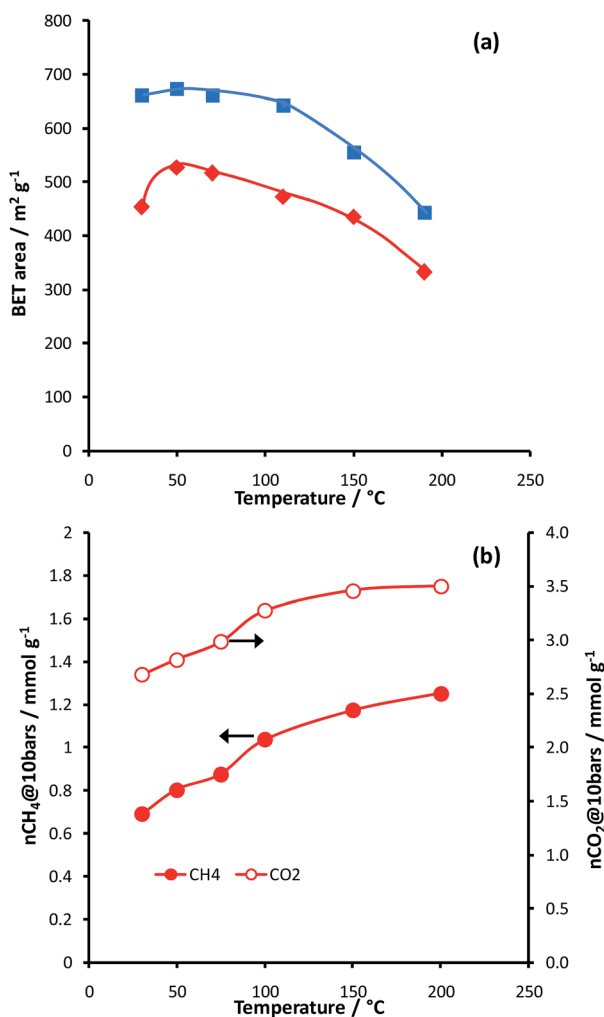 (a)
800
700
600
500
400
300
200
100
0
BET area / m² g⁻¹
0 50 100 150 200 250
Temperature / °C
(b)
2
1.8
1.6
1.4
1.2
1
0.8
0.6
0.4
0.2
0
nCH₄@10bars / mmol g⁻¹
4.0
3.5
3.0
2.5
2.0
1.5
1.0
0.5
0.0
nCO₂@10bars / mmol g⁻¹
CH4 CO2
0 50 100 150 200 250
Temperature / °C